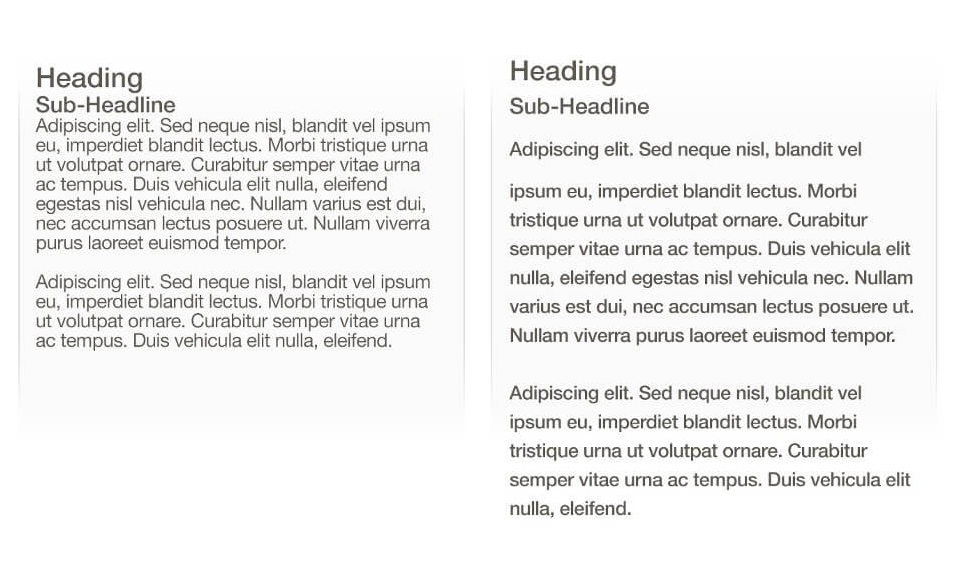 Heading
Sub-Headline
Adipiscing elit. Sed neque nisl, blandit vel ipsum
eu, imperdiet blandit lectus. Morbi tristique urna
ut volutpat ornare. Curabitur semper vitae urna
ac tempus. Duis vehicula elit nulla, eleifend
egestas nisl vehicula nec. Nullam varius est dui,
nec accumsan lectus posuere ut. Nullam viverra
purus laoreet euismod tempor.
Adipiscing elit. Sed neque nisl, blandit vel ipsum
eu, imperdiet blandit lectus. Morbi tristique urna
ut volutpat ornare. Curabitur semper vitae urna
ac tempus. Duis vehicula elit nulla, eleifend.
Heading
Sub-Headline
Adipiscing elit. Sed neque nisl, blandit vel
ipsum eu, imperdiet blandit lectus. Morbi
tristique urna ut volutpat ornare. Curabitur
semper vitae urna ac tempus. Duis vehicula elit
nulla, eleifend egestas nisl vehicula nec. Nullam
varius est dui, nec accumsan lectus posuere ut.
Nullam viverra purus laoreet euismod tempor.
Adipiscing elit. Sed neque nisl, blandit vel
ipsum eu, imperdiet blandit lectus. Morbi
tristique urna ut volutpat ornare. Curabitur
semper vitae urna ac tempus. Duis vehicula elit
nulla, eleifend.